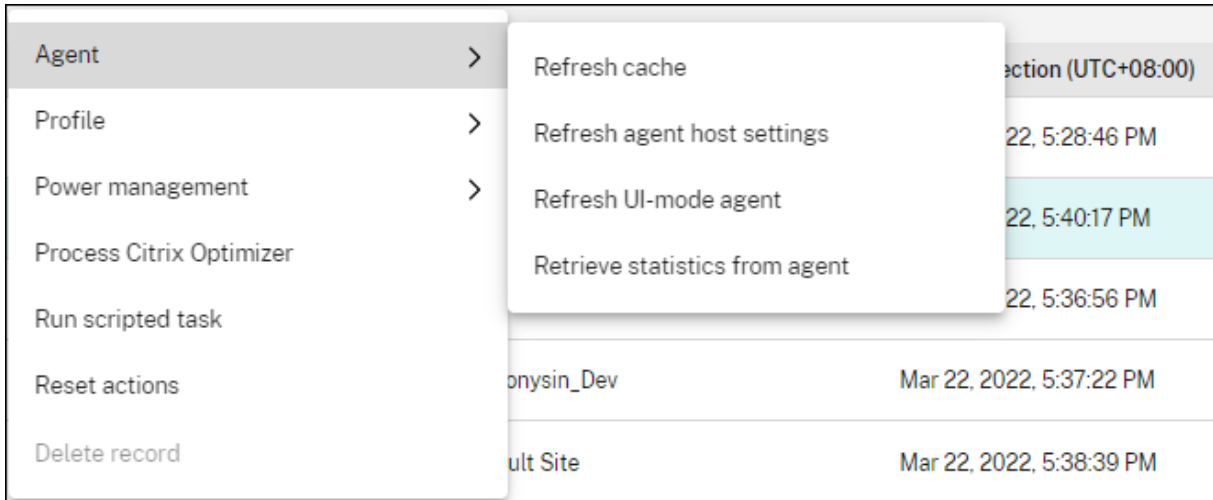 Agent
Profile
Power management
Process Citrix Optimizer
Run scripted task
Reset actions
Delete record
Refresh cache
Refresh agent host settings
Refresh UI-mode agent
Retrieve statistics from agent
(UTC+08:00)
22, 5:28:46 PM
22, 5:40:17 PM
22, 5:36:56 PM
onysin_Dev Mar 22, 2022, 5:37:22 PM
ult Site Mar 22, 2022, 5:38:39 PM